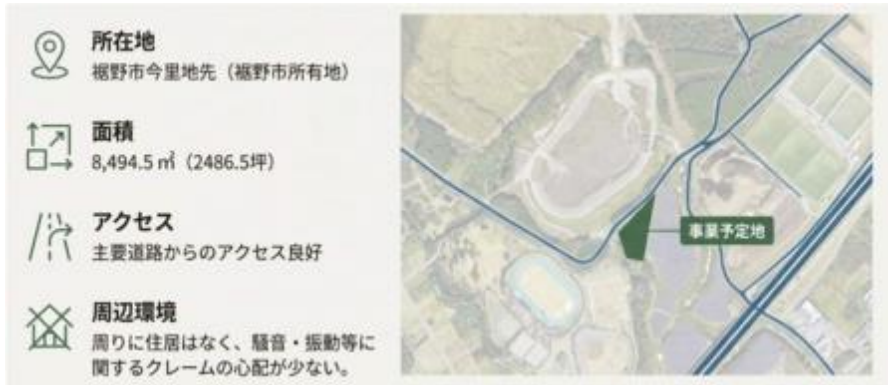 所在地
裾野市今里地先（裾野市所有地）
面積
8,494.5 ㎡（2486.5坪）
アクセス
主要道路からのアクセス良好
周辺環境
周りに住居はなく、騒音・振動等に
関するクレームの心配が少ない。
事業予定地